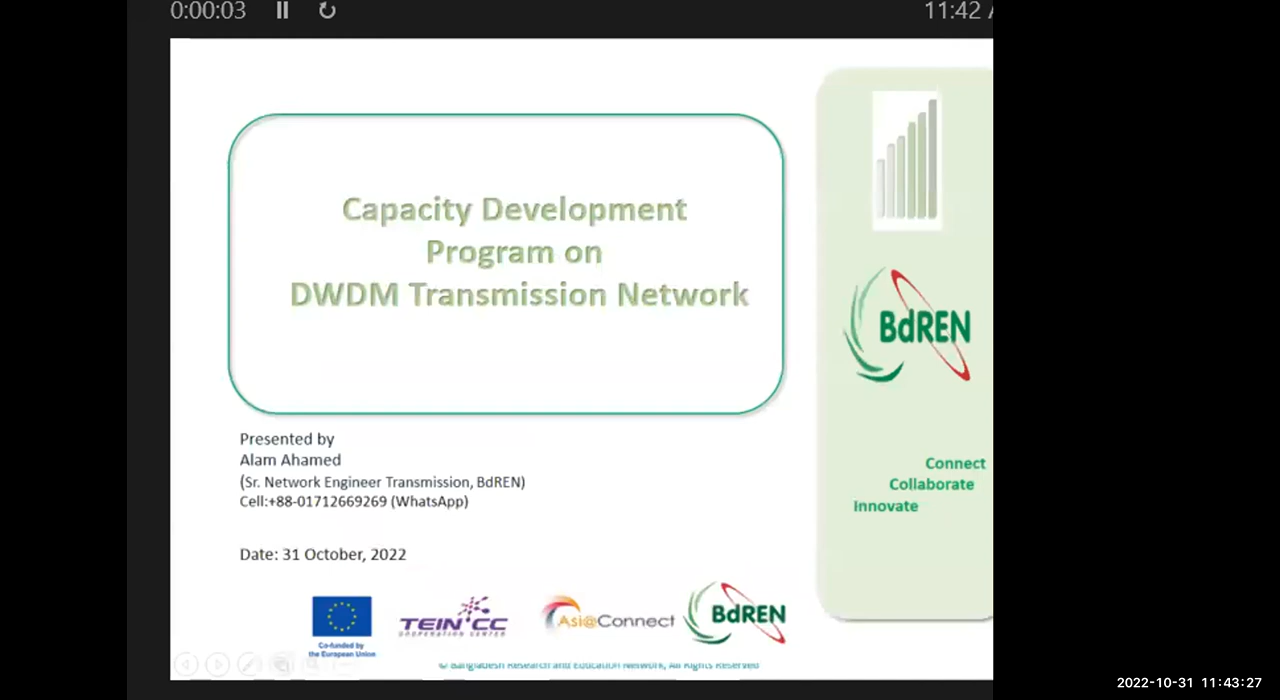 0:00:03
11:42
Capacity Development
Program on
DWDM Transmission Network
BdREN
Connect
Collaborate
Innovate
Presented by
Alam Ahamed
(Sr. Network Engineer Transmission, BdREN)
Cell:+88-01712669269 (WhatsApp)
Date: 31 October, 2022
Co-funded by
the European Union
TEIN*CC
COOPERATION CENTER
Asi@Connect
BdREN
© Bangladesh Research and Education Network, All Rights Reserved
2022-10-31 11:43:27